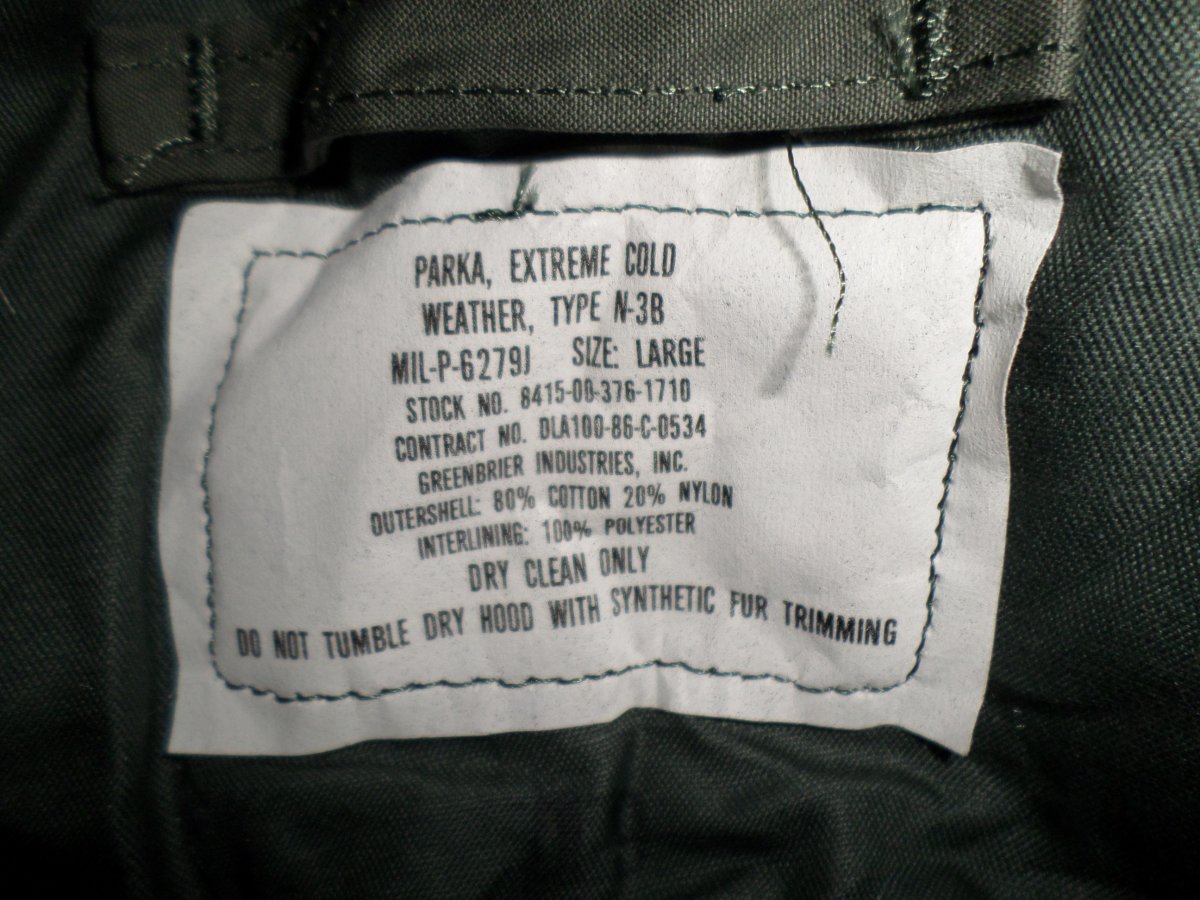 PARKA, EXTREME COLD
WEATHER, TYPE N-3B
MIL-P-6279J SIZE: LARGE
STOCK NO. 8415-00-376-1710
CONTRACT NO. DLA100-86-C-0534
GREENBRIER INDUSTRIES, INC.
OUTERSHELL: 80% COTTON 20% NYLON
INTERLINING: 100% POLYESTER
DRY CLEAN ONLY
DO NOT TUMBLE DRY HOOD WITH SYNTHETIC FUR TRIMMING